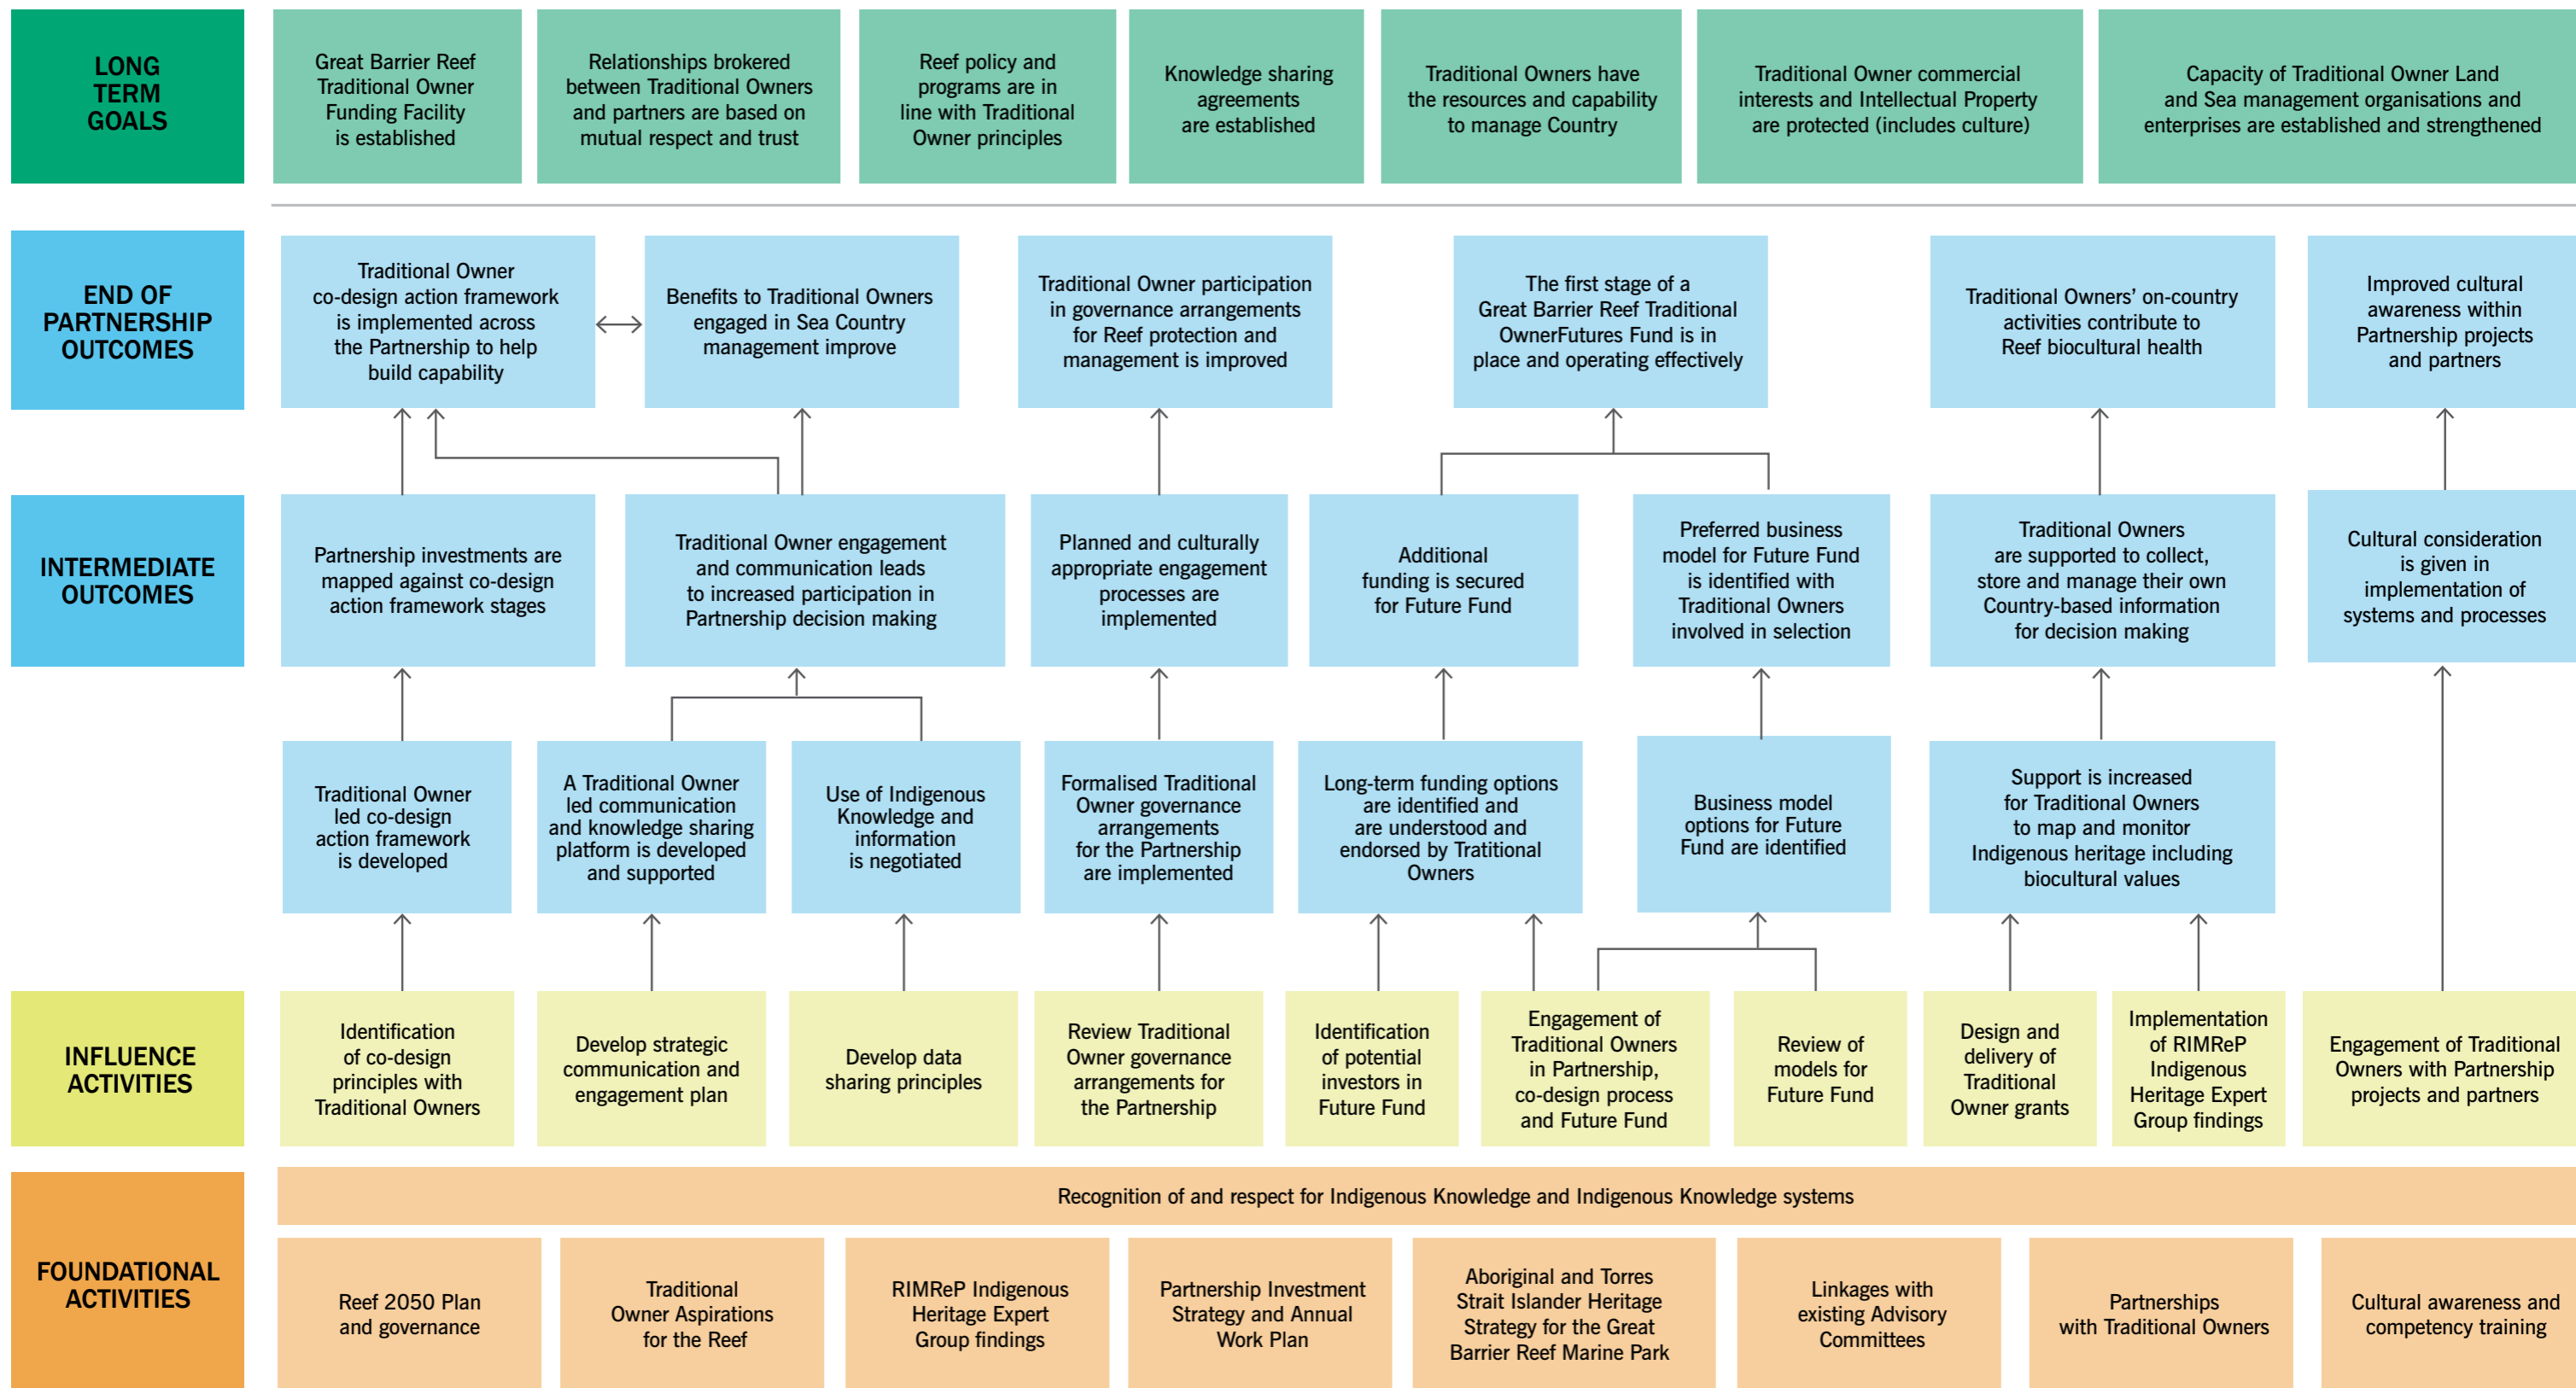 LONG
TERM
GOALS
Great Barrier Reef
Traditional Owner
Funding Facility
is established
Relationships brokered
between Traditional Owners
and partners are based on
mutual respect and trust
Reef policy and
programs are in
line with Traditional
Owner principles
Knowledge sharing
agreements
are established
Traditional Owners have
the resources and capability
to manage Country
Traditional Owner commercial
interests and Intellectual Property
are protected (includes culture)
Capacity of Traditional Owner Land
and Sea management organisations and
enterprises are established and strengthened
END OF
PARTNERSHIP
OUTCOMES
Traditional Owner
co-design action framework
is implemented across
the Partnership to help
build capability
Benefits to Traditional Owners
engaged in Sea Country
management improve
Traditional Owner participation
in governance arrangements
for Reef protection and
management is improved
The first stage of a
Great Barrier Reef Traditional
OwnerFutures Fund is in
place and operating effectively
Traditional Owners' on-country
activities contribute to
Reef biocultural health
Improved cultural
awareness within
Partnership projects
and partners
INTERMEDIATE
OUTCOMES
Partnership investments are
mapped against co-design
action framework stages
Traditional Owner engagement
and communication leads
to increased participation in
Partnership decision making
Planned and culturally
appropriate engagement
processes are
implemented
Additional
funding is secured
for Future Fund
Preferred business
model for Future Fund
is identified with
Traditional Owners
involved in selection
Traditional Owners
are supported to collect,
store and manage their own
Country-based information
for decision making
Cultural consideration
is given in
implementation of
systems and processes
Traditional Owner
led co-design
action framework
is developed
A Traditional Owner
led communication
and knowledge sharing
platform is developed
and supported
Use of Indigenous
Knowledge and
information
is negotiated
Formalised Traditional
Owner governance
arrangements
for the Partnership
are implemented
Long-term funding options
are identified and
are understood and
endorsed by Tratitional
Owners
Business model
options for Future
Fund are identified
Support is increased
for Traditional Owners
to map and monitor
Indigenous heritage including
biocultural values
INFLUENCE
ACTIVITIES
Identification
of co-design
principles with
Traditional Owners
Develop strategic
communication and
engagement plan
Develop data
sharing principles
Review Traditional
Owner governance
arrangements for
the Partnership
Identification
of potential
investors in
Future Fund
Engagement of
Traditional Owners
in Partnership,
co-design process
and Future Fund
Review of
models for
Future Fund
Design and
delivery of
Traditional
Owner grants
Implementation
of RIMReP
Indigenous
Heritage Expert
Group findings
Engagement of Traditional
Owners with Partnership
projects and partners
FOUNDATIONAL
ACTIVITIES
Recognition of and respect for Indigenous Knowledge and Indigenous Knowledge systems
Reef 2050 Plan
and governance
Traditional
Owner Aspirations
for the Reef
RIMReP Indigenous
Heritage Expert
Group findings
Partnership Investment
Strategy and Annual
Work Plan
Aboriginal and Torres
Strait Islander Heritage
Strategy for the Great
Barrier Reef Marine Park
Linkages with
existing Advisory
Committees
Partnerships
with Traditional Owners
Cultural awareness and
competency training